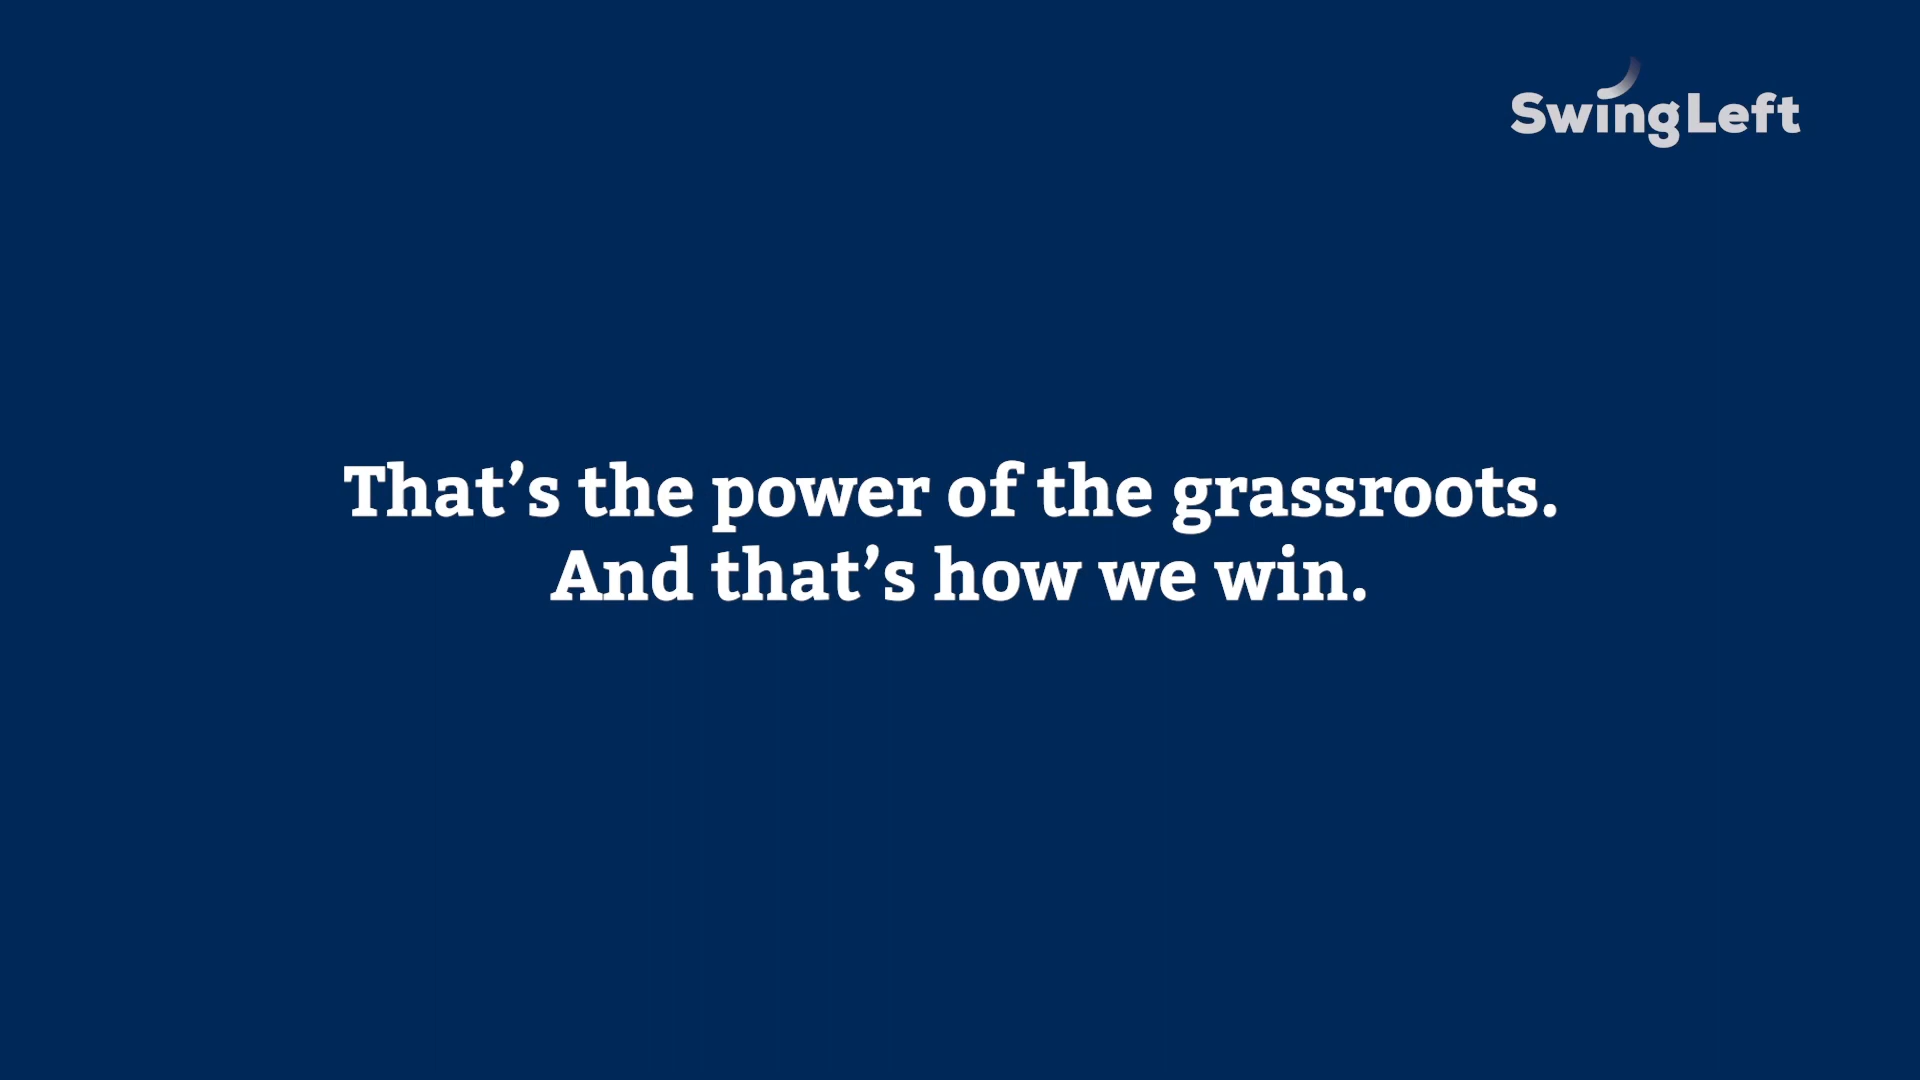 SwingLeft
That’s the power of the grassroots.
And that’s how we win.